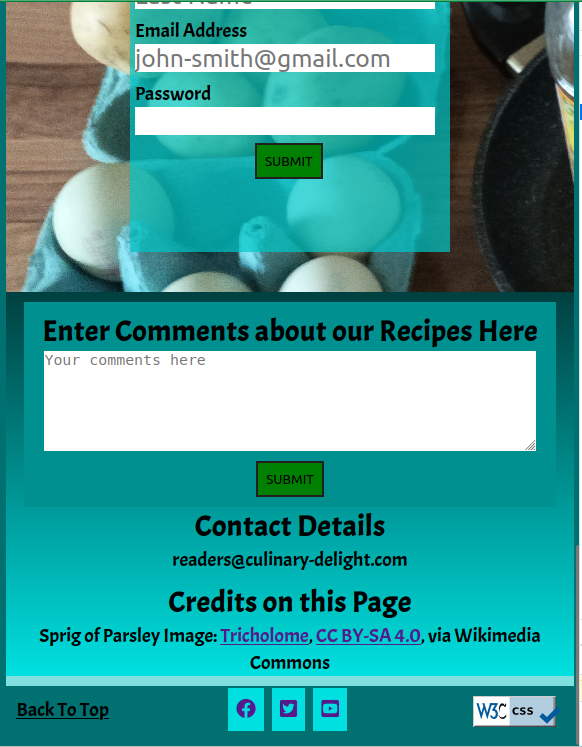 Last Name
Email Address
john-smith@gmail.com
Password
SUBMIT
Enter Comments about our Recipes Here
Your comments here
SUBMIT
Contact Details
readers@culinary-delight.com
Credits on this Page
Sprig of Parsley Image: Tricholome, CC BY-SA 4.0, via Wikimedia
Commons
Back To Top
W3C css